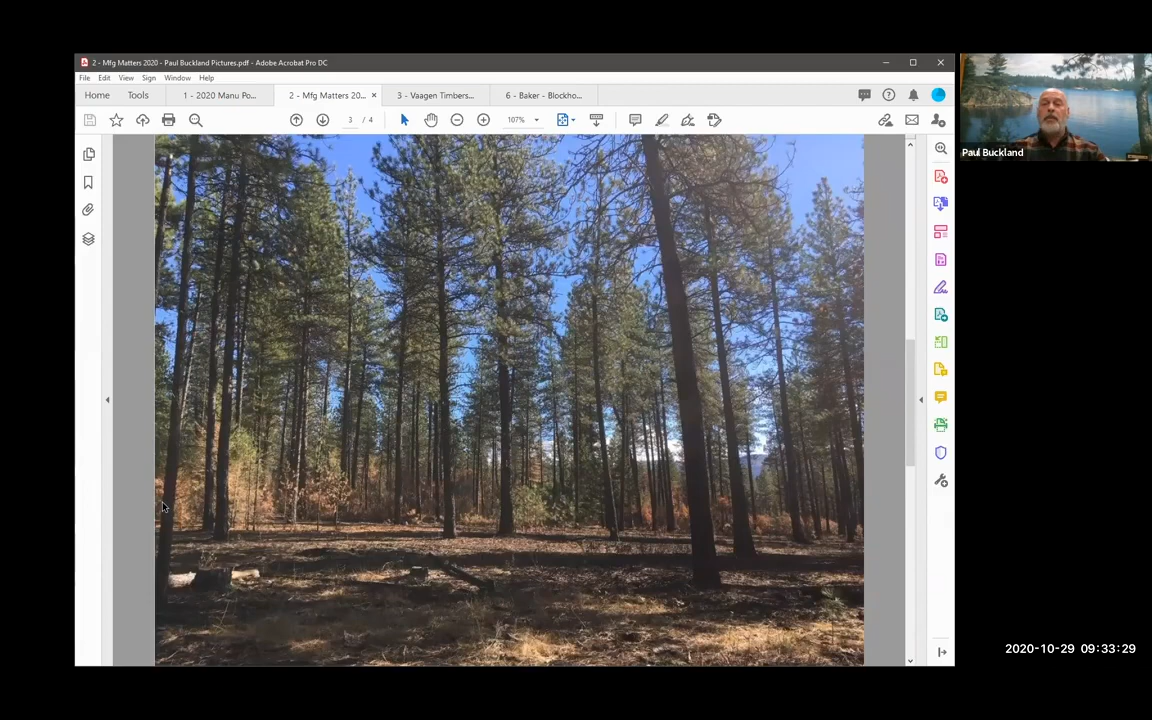 2 - Mfg Matters 2020 - Paul Buckland Pictures.pdf - Adobe Acrobat Pro DC
File Edit View Sign Window Help
Home Tools 1 - 2020 Manu Po... 2 - Mfg Matters 20... × 3 - Vaagen Timbers... 6 - Baker - Blockho...
3 / 4 107%
Paul Buckland
2020-10-29 09:33:29